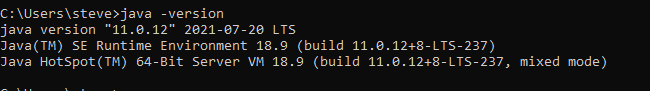 C:\Users\steve>java -version
java version "11.0.12" 2021-07-20 LTS
Java(TM) SE Runtime Environment 18.9 (build 11.0.12+8-LTS-237)
Java HotSpot(TM) 64-Bit Server VM 18.9 (build 11.0.12+8-LTS-237, mixed mode)